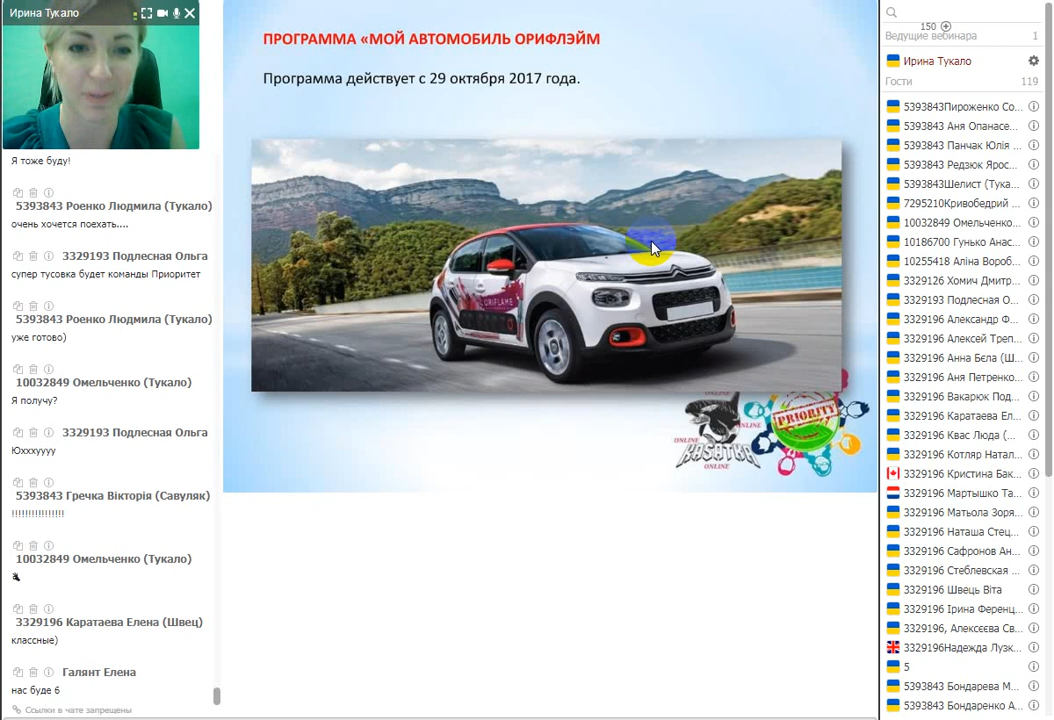 Ирина Тукало
Я тоже буду!
5393843 Роенко Людмила (Тукало)
очень хочется поехать....
3329193 Подлесная Ольга
супер тусовка будет команды Приоритет
5393843 Роенко Людмила (Тукало)
уже готово)
10032849 Омельченко (Тукало)
Я получу?
3329193 Подлесная Ольга
Юхххуууу
5393843 Гречка Вікторія (Савуляк)
!!!!!!!!!!!!!!!!
10032849 Омельченко (Тукало)
3329196 Каратаева Елена (Швец)
классные)
Галянт Елена
нас буде 6
Ссылки в чате запрещены
ПРОГРАММА «МОЙ АВТОМОБИЛЬ ОРИФЛЭЙМ
Программа действует с 29 октября 2017 года.
ORIFLAME
ONLINE
ONLINE
ONLINE
KASATKA
ONLINE
PRIORITY
150
Ведущие вебинара 1
Ирина Тукало
Гости 119
5393843Пироженко Со...
5393843 Аня Опанасе...
5393843 Панчак Юлія ...
5393843 Редзюк Ярос...
5393843Шелист (Тука...
7295210Кривобедрий ...
10032849 Омельченко...
10186700 Гунько Анас...
10255418 Аліна Вороб...
3329126 Хомич Дмитр...
3329193 Подлесная О...
3329196 Александр Ф...
3329196 Алексей Треп...
3329196 Анна Бєла (Ш...
3329196 Аня Петренко...
3329196 Вакарюк Под...
3329196 Каратаева Ел...
3329196 Квас Люда (...
3329196 Котляр Натал...
3329196 Кристина Бак...
3329196 Мартышко Та...
3329196 Матьола Зоря...
3329196 Наташа Стец...
3329196 Сафронов Ан...
3329196 Стеблевская ...
3329196 Швець Віта
3329196 Ірина Ференц...
3329196, Алексєєва Св...
3329196Надежда Лузк...
5
5393843 Бондарева М...
5393843 Бондаренко А...